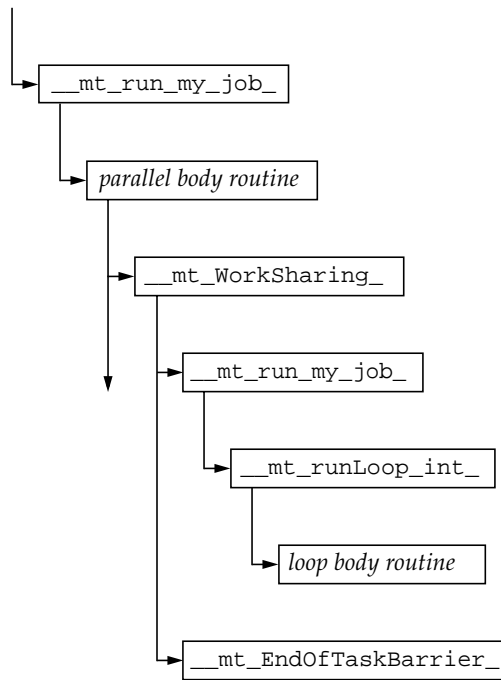 __mt_run_my_job_
parallel body routine
__mt_WorkSharing_
__mt_run_my_job_
__mt_runLoop_int_
loop body routine
__mt_EndOfTaskBarrier_